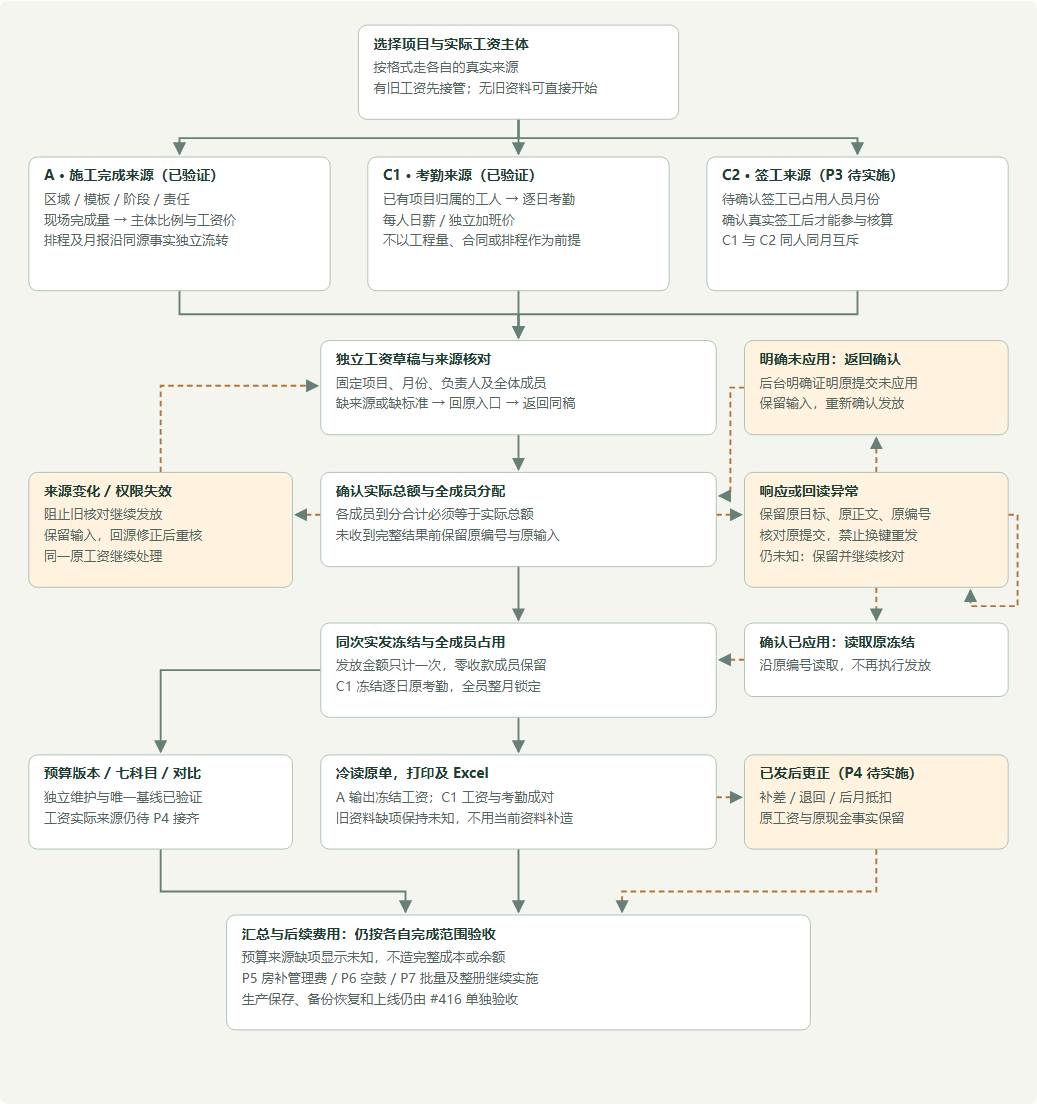 选择项目与实际工资主体
按格式走各自的真实来源
有旧工资先接管；无旧资料可直接开始
A · 施工完成来源（已验证）
区域 / 模板 / 阶段 / 责任
现场完成量 → 主体比例与工资价
排程及月报沿同源事实独立流转
C1 · 考勤来源（已验证）
已有项目归属的工人 → 逐日考勤
每人日薪 / 独立加班价
不以工程量、合同或排程作为前提
C2 · 签工来源（P3 待实施）
待确认签工已占用人员月份
确认真实签工后才能参与核算
C1 与 C2 同人同月互斥
独立工资草稿与来源核对
固定项目、月份、负责人及全体成员
缺来源或缺标准 → 回原入口 → 返回同稿
明确未应用：返回确认
后台明确证明原提交未应用
保留输入，重新确认发放
来源变化 / 权限失效
阻止旧核对继续发放
保留输入，回源修正后重核
同一原工资继续处理
确认实际总额与全成员分配
各成员到分合计必须等于实际总额
未收到完整结果前保留原编号与原输入
响应或回读异常
保留原目标、原正文、原编号
核对原提交，禁止换键重发
仍未知：保留并继续核对
同次实发冻结与全成员占用
发放金额只计一次，零收款成员保留
C1 冻结逐日原考勤，全员整月锁定
确认已应用：读取原冻结
沿原编号读取，不再执行发放
预算版本 / 七科目 / 对比
独立维护与唯一基线已验证
工资实际来源仍待 P4 接齐
冷读原单，打印及 Excel
A 输出冻结工资；C1 工资与考勤成对
旧资料缺项保持未知，不用当前资料补造
已发后更正（P4 待实施）
补差 / 退回 / 后月抵扣
原工资与原现金事实保留
汇总与后续费用：仍按各自完成范围验收
预算来源缺项显示未知，不造完整成本或余额
P5 房补管理费 / P6 空鼓 / P7 批量及整册继续实施
生产保存、备份恢复和上线仍由 #416 单独验收